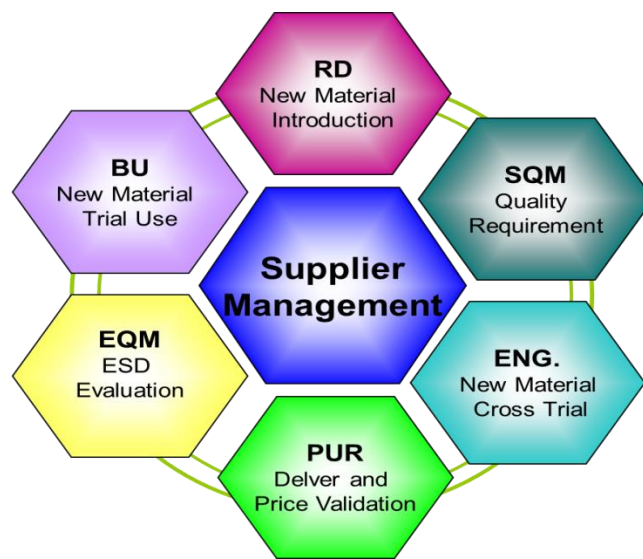 RD
New Material
Introduction
BU
New Material
Trial Use
SQM
Quality
Requirement
Supplier
Management
EQM
ESD
Evaluation
ENG.
New Material
Cross Trial
PUR
Delver and
Price Validation